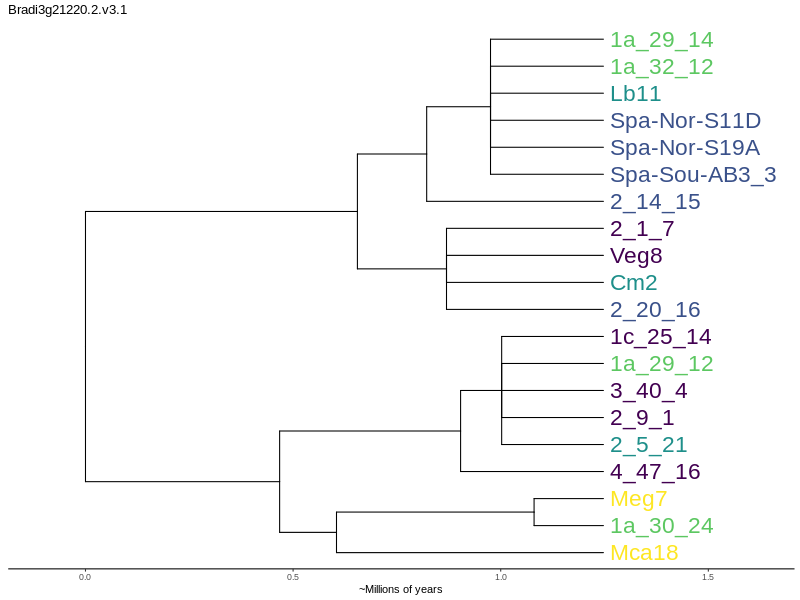 Bradi3g21220.2.v3.1
1a_29_14
1a_32_12
Lb11
Spa-Nor-S11D
Spa-Nor-S19A
Spa-Sou-AB3_3
2_14_15
2_1_7
Veg8
Cm2
2_20_16
1c_25_14
1a_29_12
3_40_4
2_9_1
2_5_21
4_47_16
Meg7
1a_30_24
Mca18
0.0 0.5 1.0 1.5
~Millions of years